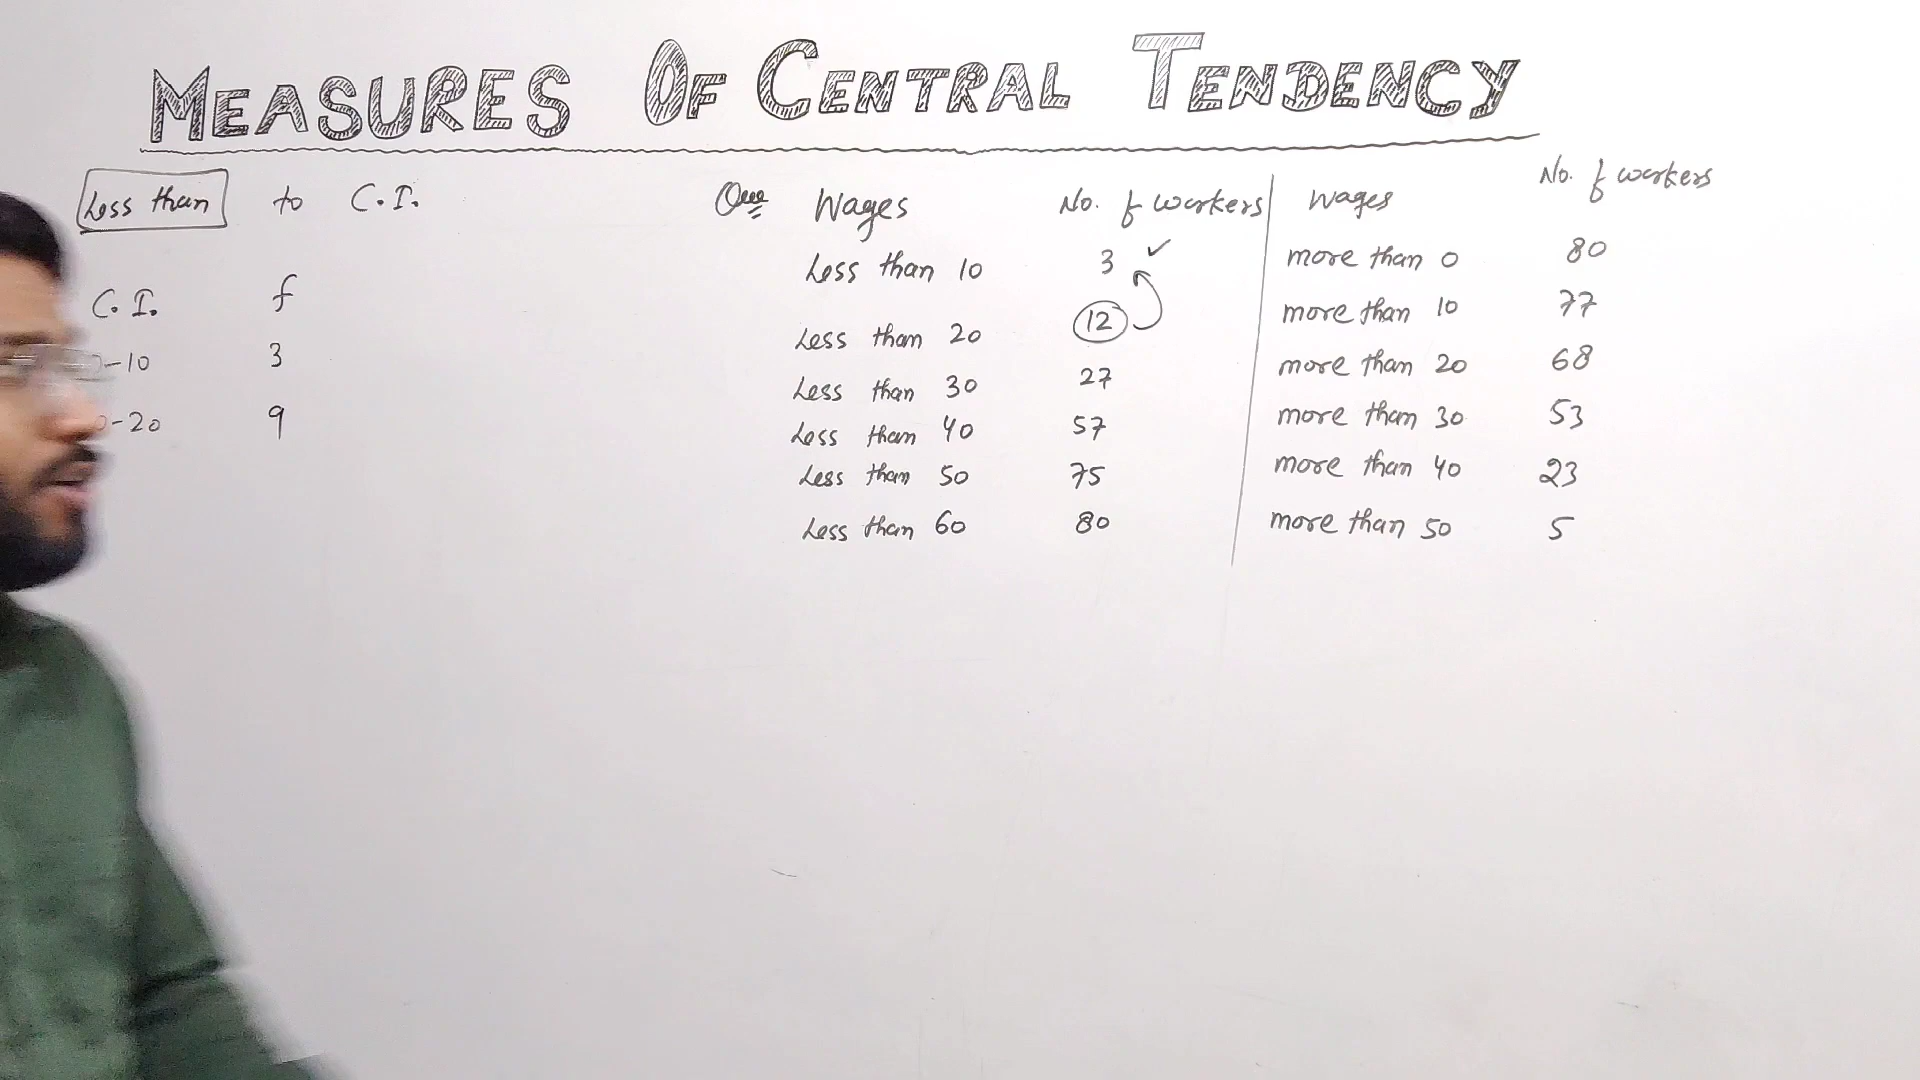 MEASURES OF CENTRAL TENDENCY
Less than to C.I.
C.I. f
-10 3
-20 9
Que Wages No. of workers
Less than 10 3 ✓
Less than 20 12
Less than 30 27
Less than 40 57
Less than 50 75
Less than 60 80
Wages No. of workers
more than 0 80
more than 10 77
more than 20 68
more than 30 53
more than 40 23
more than 50 5